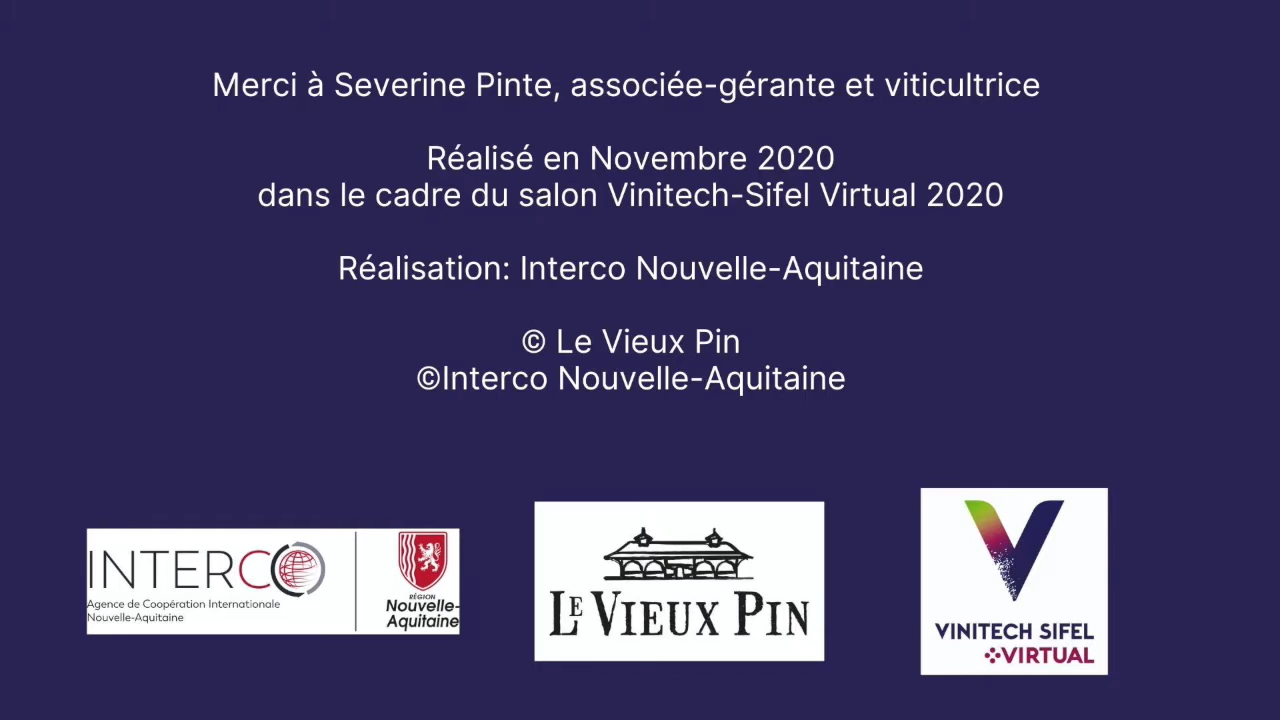 Merci à Severine Pinte, associée-gérante et viticultrice
Réalisé en Novembre 2020
dans le cadre du salon Vinitech-Sifel Virtual 2020
Réalisation: Interco Nouvelle-Aquitaine
© Le Vieux Pin
©Interco Nouvelle-Aquitaine
INTERCO
Agence de Coopération Internationale
Nouvelle-Aquitaine
RÉGION
Nouvelle-
Aquitaine
LE VIEUX PIN
VINITECH SIFEL
VIRTUAL